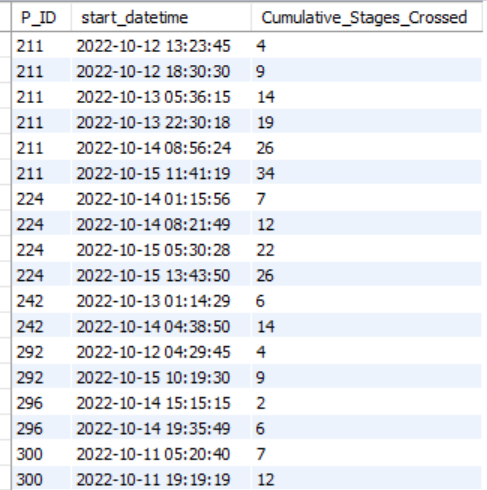 P_ID start_datetime Cumulative_Stages_Crossed
211 2022-10-12 13:23:45 4
211 2022-10-12 18:30:30 9
211 2022-10-13 05:36:15 14
211 2022-10-13 22:30:18 19
211 2022-10-14 08:56:24 26
211 2022-10-15 11:41:19 34
224 2022-10-14 01:15:56 7
224 2022-10-14 08:21:49 12
224 2022-10-15 05:30:28 22
224 2022-10-15 13:43:50 26
242 2022-10-13 01:14:29 6
242 2022-10-14 04:38:50 14
292 2022-10-12 04:29:45 4
292 2022-10-15 10:19:30 9
296 2022-10-14 15:15:15 2
296 2022-10-14 19:35:49 6
300 2022-10-11 05:20:40 7
300 2022-10-11 19:19:19 12